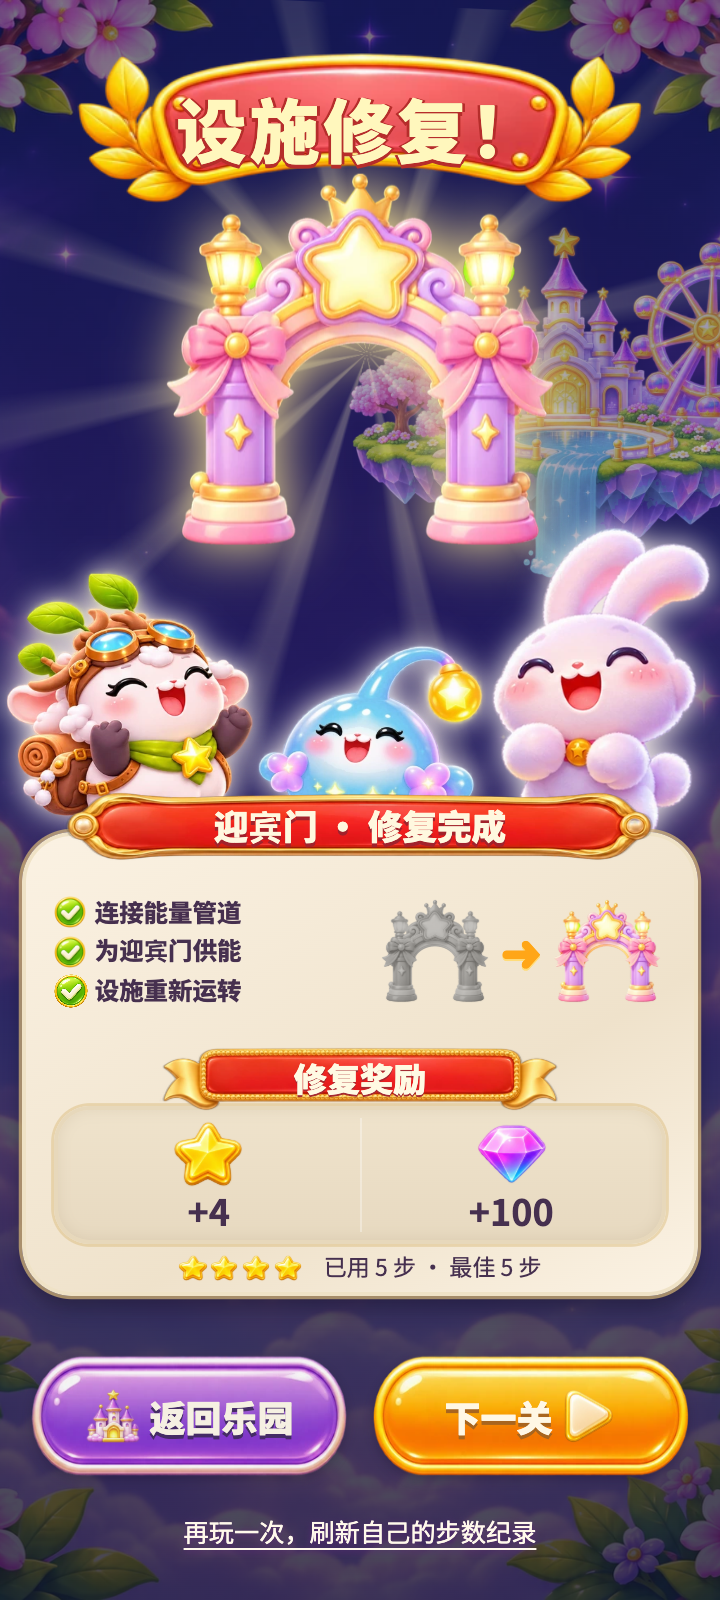 设施修复！
迎宾门 · 修复完成
连接能量管道
为迎宾门供能
设施重新运转
修复奖励
+4
+100
已用 5 步 · 最佳 5 步
返回乐园
下一关
再玩一次，刷新自己的步数纪录